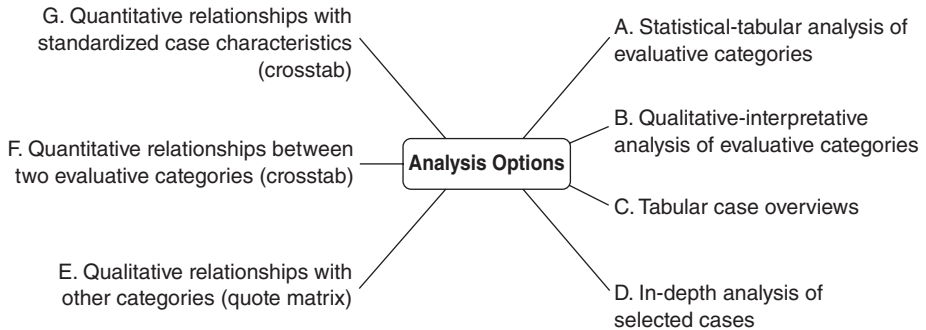 G. Quantitative relationships with
standardized case characteristics
(crosstab)
A. Statistical-tabular analysis of
evaluative categories
F. Quantitative relationships between
two evaluative categories (crosstab)
Analysis Options
B. Qualitative-interpretative
analysis of evaluative categories
C. Tabular case overviews
E. Qualitative relationships with
other categories (quote matrix)
D. In-depth analysis of
selected cases